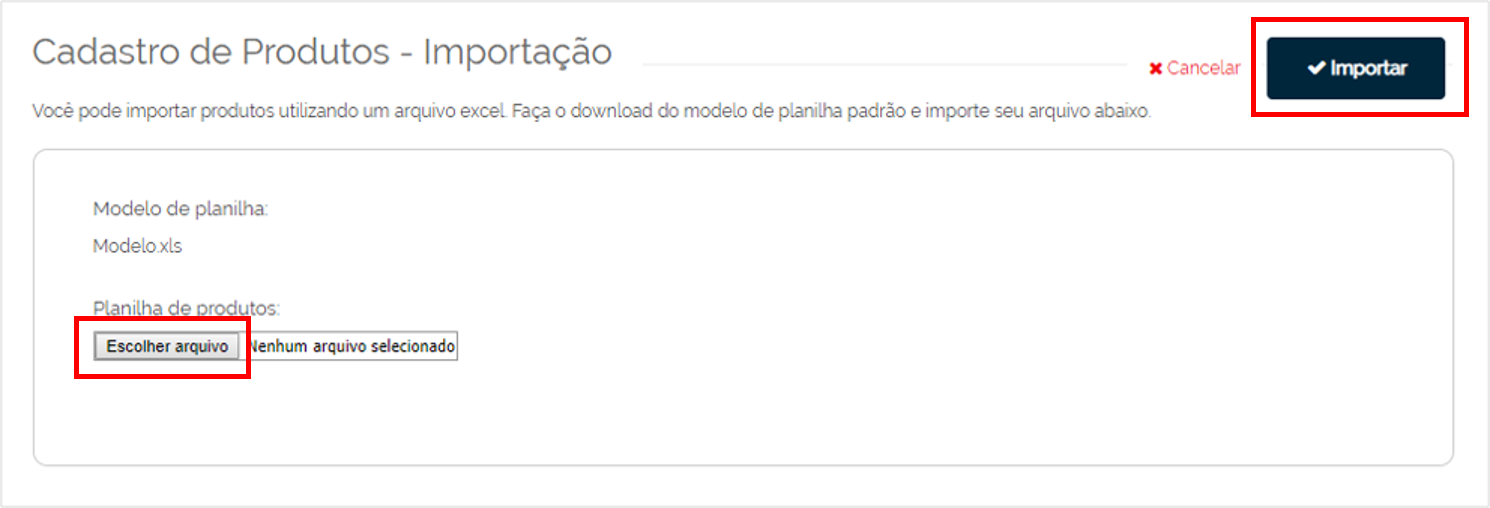 Cadastro de Produtos - Importação
Cancelar
Importar
Você pode importar produtos utilizando um arquivo excel. Faça o download do modelo de planilha padrão e importe seu arquivo abaixo.
Modelo de planilha:
Modelo.xls
Planilha de produtos:
Escolher arquivo Nenhum arquivo selecionado